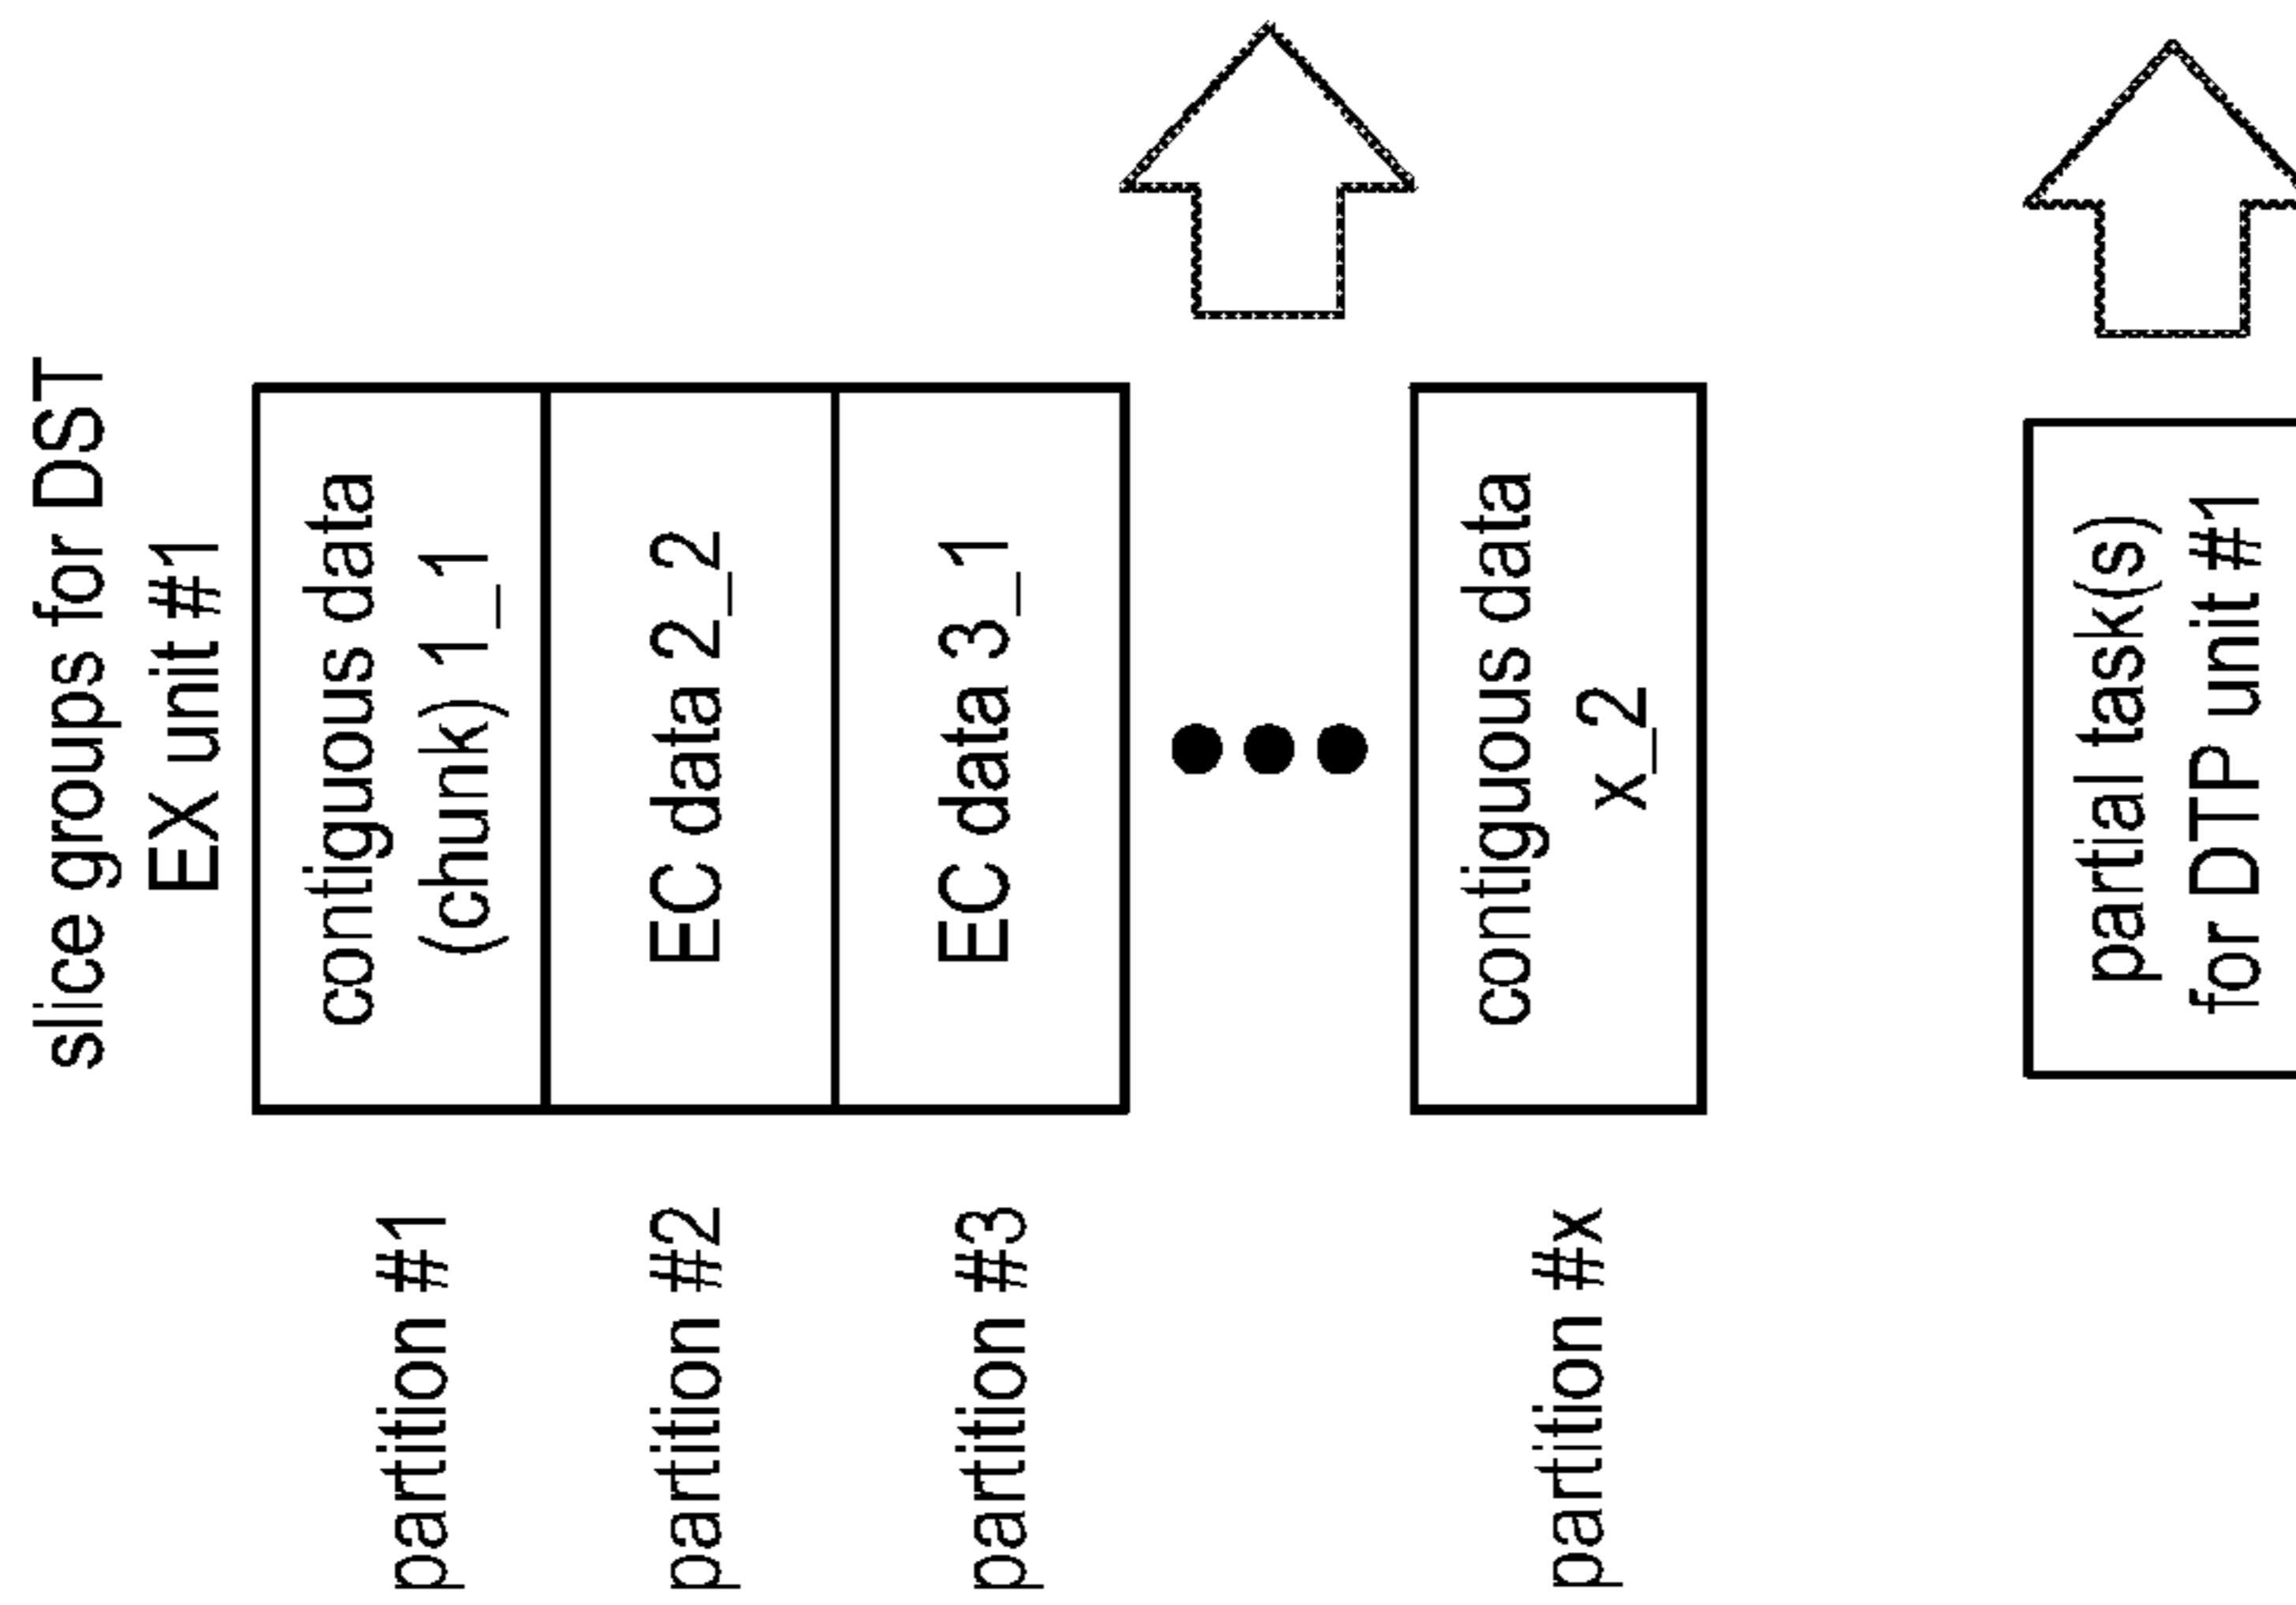 slice groups for DST
EX unit #1
partition #1
contiguous data
(chunk) 1_1
partition #2
EC data 2_2
partition #3
EC data 3_1
partition #x
contiguous data
x_2
partial task(s)
for DTP unit #1